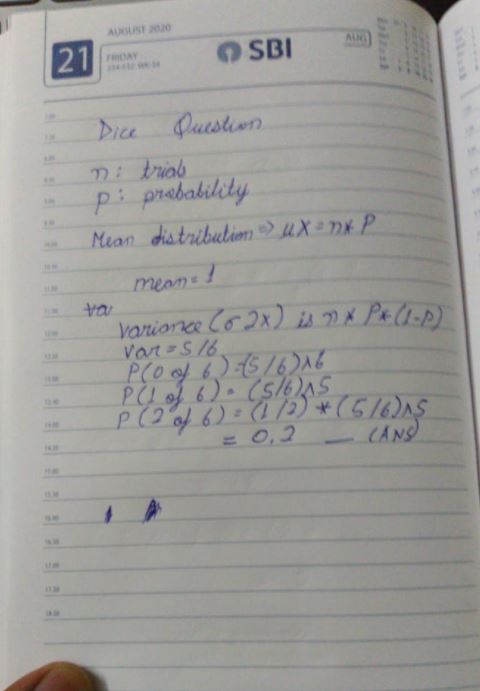 AUGUST 2020
21
FRIDAY
SBI
AUG
Dice Question
n: trials
p: probability
Mean distribution => uX = n* P
mean = 1
va
variance (σ2x) is n * P*(1-P)
var = 5/6
P(0 of 6) = (5/6)^6
P(1 of 6) = (5/6)^5
P(2 of 6) = (1/2) * (5/6)^5
= 0.2 — (ANS)